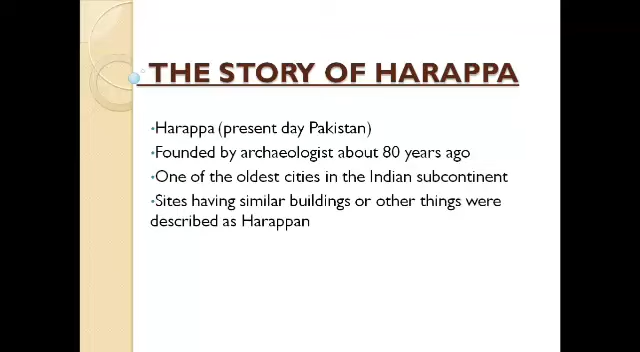 THE STORY OF HARAPPA
•Harappa (present day Pakistan)
•Founded by archaeologist about 80 years ago
•One of the oldest cities in the Indian subcontinent
•Sites having similar buildings or other things were
described as Harappan